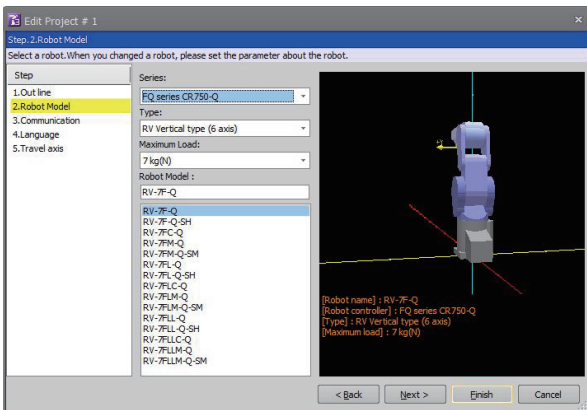 Edit Project # 1
Step.2.Robot Model
Select a robot.When you changed a robot, please set the parameter about the robot.
Step
1.Out line
2.Robot Model
3.Communication
4.Language
5.Travel axis
Series:
FQ series CR750-Q
Type:
RV Vertical type (6 axis)
Maximum Load:
7 kg(N)
Robot Model :
RV-7F-Q
RV-7F-Q
RV-7F-Q-SH
RV-7FC-Q
RV-7FM-Q
RV-7FM-Q-SM
RV-7FL-Q
RV-7FL-Q-SH
RV-7FLC-Q
RV-7FLM-Q
RV-7FLM-Q-SM
RV-7FLL-Q
RV-7FLL-Q-SH
RV-7FLLC-Q
RV-7FLLM-Q
RV-7FLLM-Q-SM
[Robot name] : RV-7F-Q
[Robot controller] : FQ series CR750-Q
[Type] : RV Vertical type (6 axis)
[Maximum load] : 7 kg(N)
< Back
Next >
Finish
Cancel